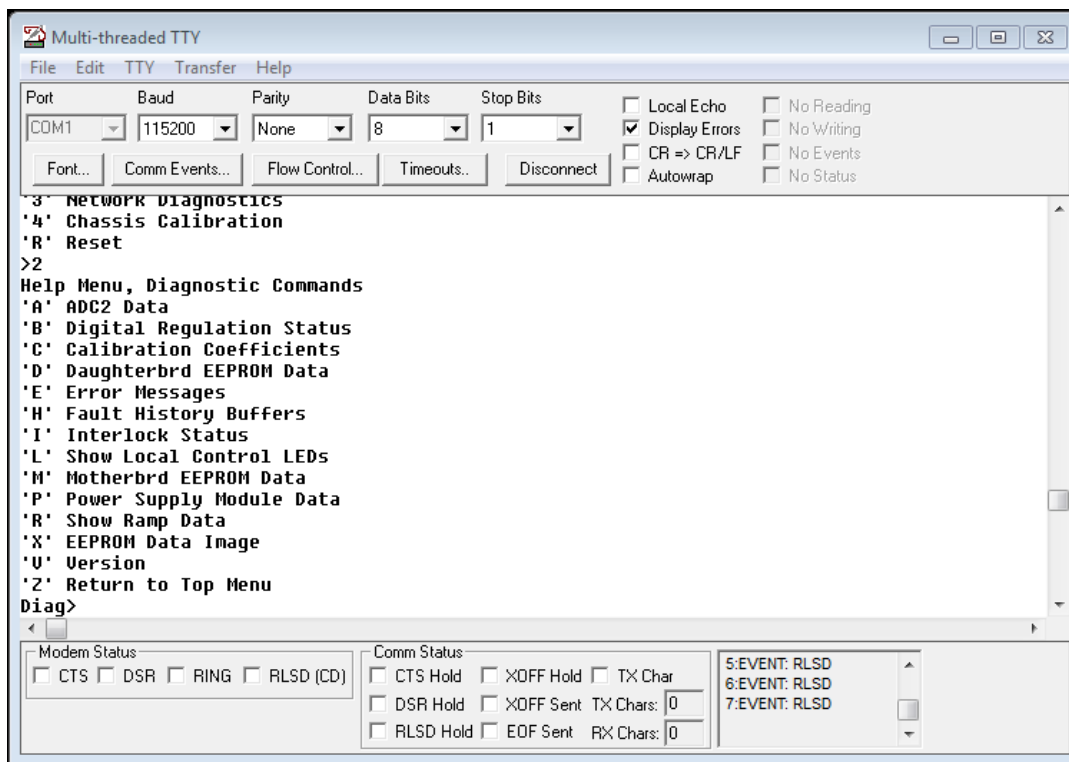 Multi-threaded TTY
File Edit TTY Transfer Help
Port Baud Parity Data Bits Stop Bits
COM1 115200 None 8 1
Local Echo No Reading
Display Errors No Writing
CR => CR/LF No Events
Autowrap No Status
Font... Comm Events... Flow Control... Timeouts.. Disconnect
'3' Network Diagnostics
'4' Chassis Calibration
'R' Reset
>2
Help Menu, Diagnostic Commands
'A' ADC2 Data
'B' Digital Regulation Status
'C' Calibration Coefficients
'D' Daughterbrd EEPROM Data
'E' Error Messages
'H' Fault History Buffers
'I' Interlock Status
'L' Show Local Control LEDs
'M' Motherbrd EEPROM Data
'P' Power Supply Module Data
'R' Show Ramp Data
'X' EEPROM Data Image
'V' Version
'Z' Return to Top Menu
Diag>
Modem Status
CTS DSR RING RLSD (CD)
Comm Status
CTS Hold XOFF Hold TX Char
DSR Hold XOFF Sent TX Chars: 0
RLSD Hold EOF Sent RX Chars: 0
5:EVENT: RLSD
6:EVENT: RLSD
7:EVENT: RLSD